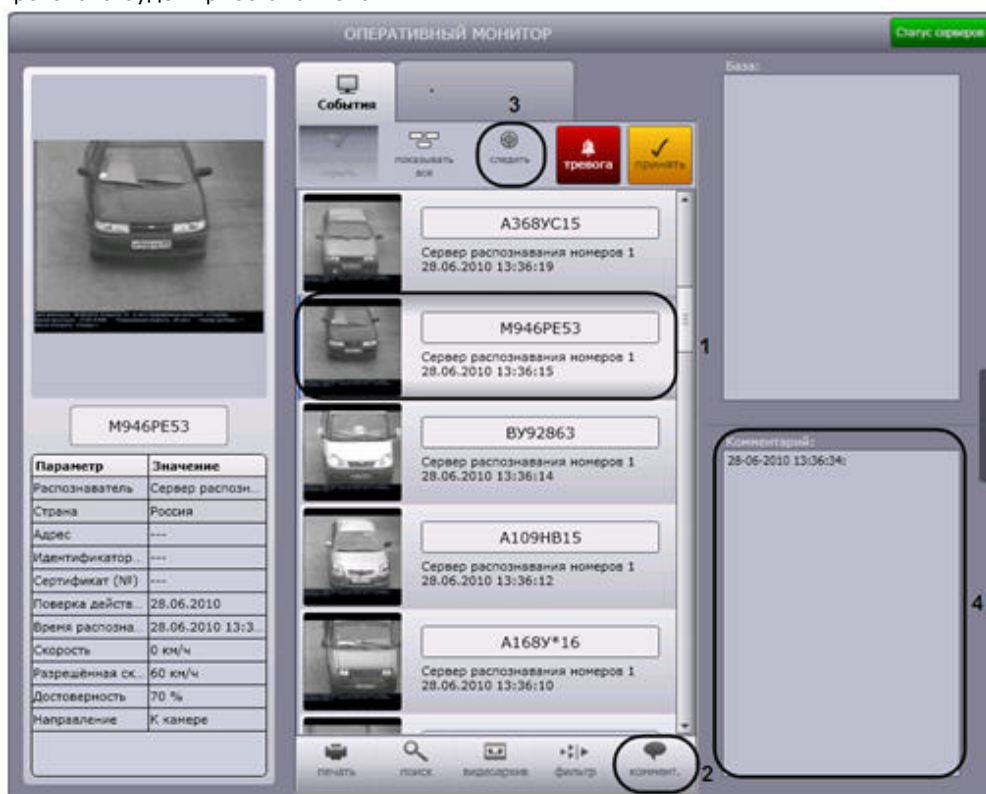 ОПЕРАТИВНЫЙ МОНИТОР
Статус серверов
M946PE53
Параметр Значение
Распознаватель Сервер распозн...
Страна Россия
Адрес ---
Идентификатор... ---
Сертификат (№) ---
Поверка действ... 28.06.2010
Время распозна... 28.06.2010 13:3...
Скорость 0 км/ч
Разрешённая ск... 60 км/ч
Достоверность 70 %
Направление К камере
События
3
скрыть
показывать
все
следить
тревога
принять
А368УС15
Сервер распознавания номеров 1
28.06.2010 13:36:19
М946РЕ53
Сервер распознавания номеров 1
28.06.2010 13:36:15
1
ВУ92863
Сервер распознавания номеров 1
28.06.2010 13:36:14
А109НВ15
Сервер распознавания номеров 1
28.06.2010 13:36:12
А168У*16
Сервер распознавания номеров 1
28.06.2010 13:36:10
печать
поиск
видеоархив
фильтр
коммент.
2
База:
Комментарий:
28-06-2010 13:36:34:
4